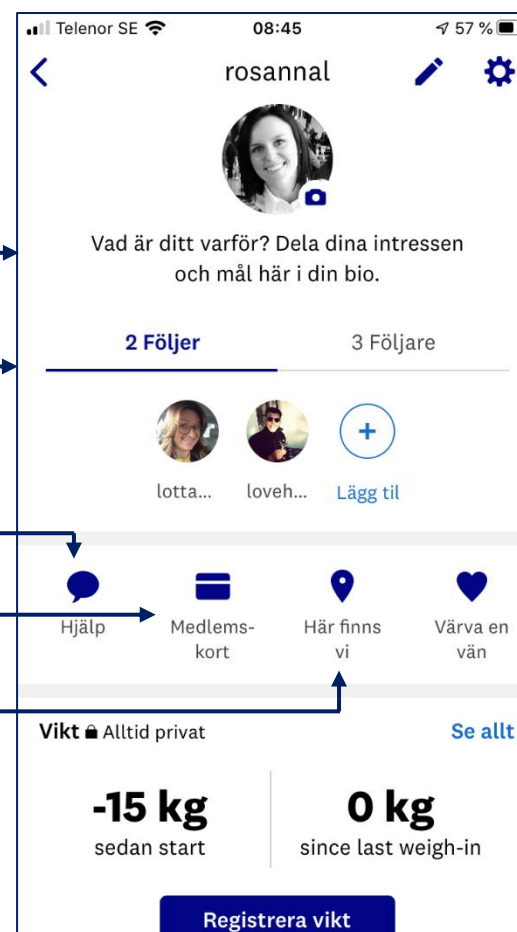 Telenor SE 08:45 57 %
rosannal
Vad är ditt varför? Dela dina intressen
och mål här i din bio.
2 Följer 3 Följare
lotta... loveh... Lägg til
Hjälp Medlems- Här finns Värva en
kort vi vän
Vikt Alltid privat Se allt
-15 kg 0 kg
sedan start since last weigh-in
Registrera vikt